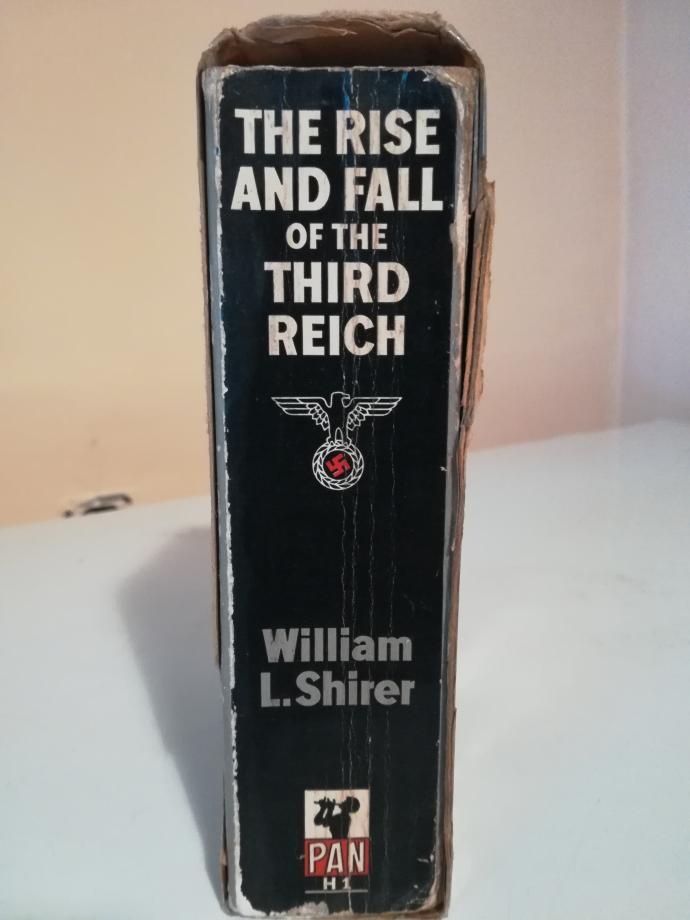 THE RISE
AND FALL
OF THE
THIRD
REICH
William
L. Shirer
PAN
H1